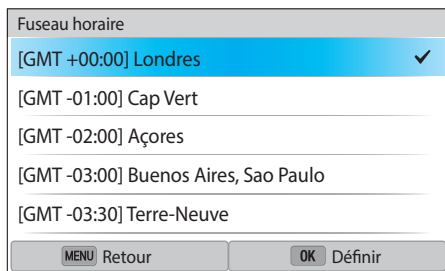 Fuseau horaire
[GMT +00:00] Londres
[GMT -01:00] Cap Vert
[GMT -02:00] Açores
[GMT -03:00] Buenos Aires, Sao Paulo
[GMT -03:30] Terre-Neuve
MENU Retour OK Définir